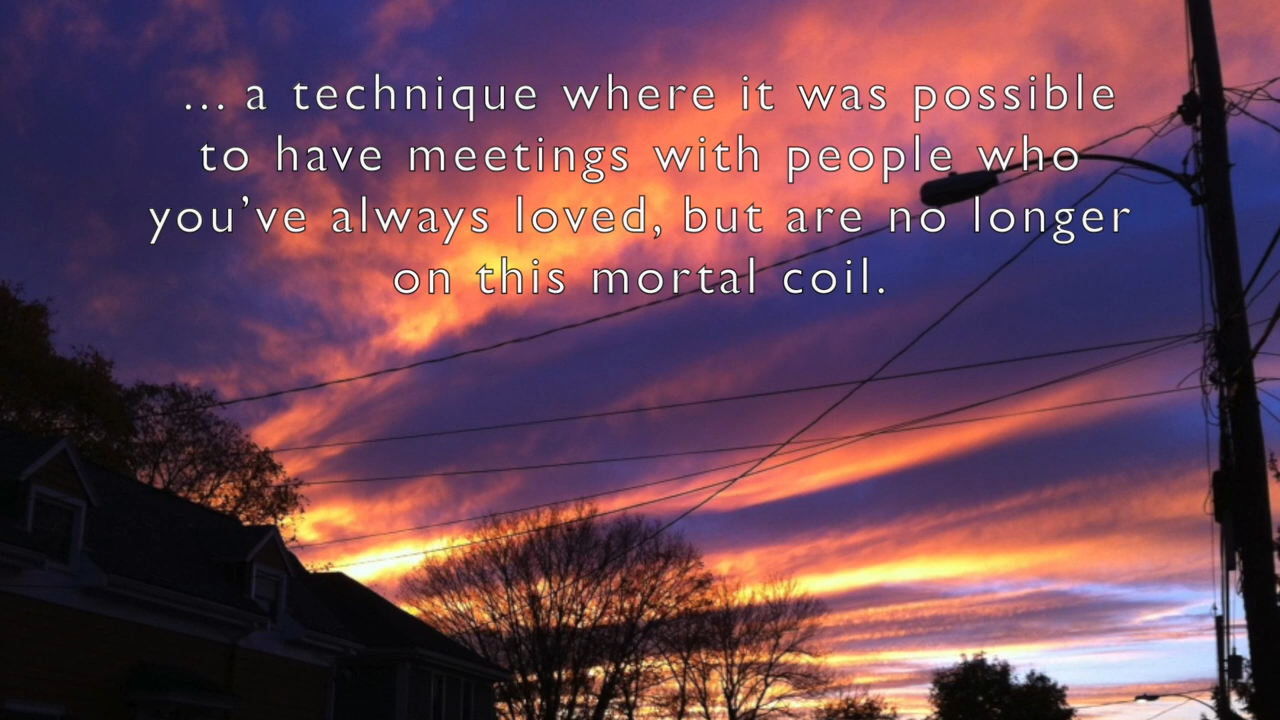 ... a technique where it was possible
to have meetings with people who
you’ve always loved, but are no longer
on this mortal coil.